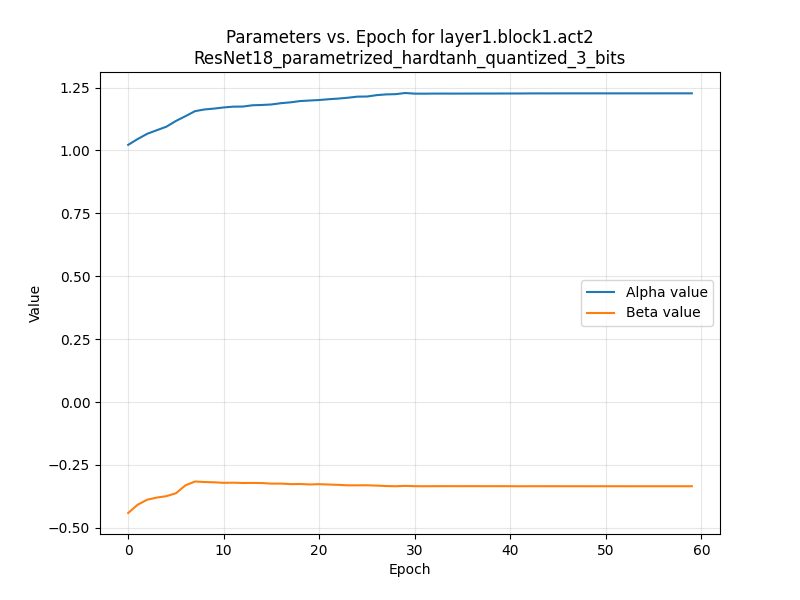 Parameters vs. Epoch for layer1.block1.act2
ResNet18_parametrized_hardtanh_quantized_3_bits
1.25
1.00
0.75
0.50
0.25
0.00
−0.25
−0.50
Value
Alpha value
Beta value
0 10 20 30 40 50 60
Epoch